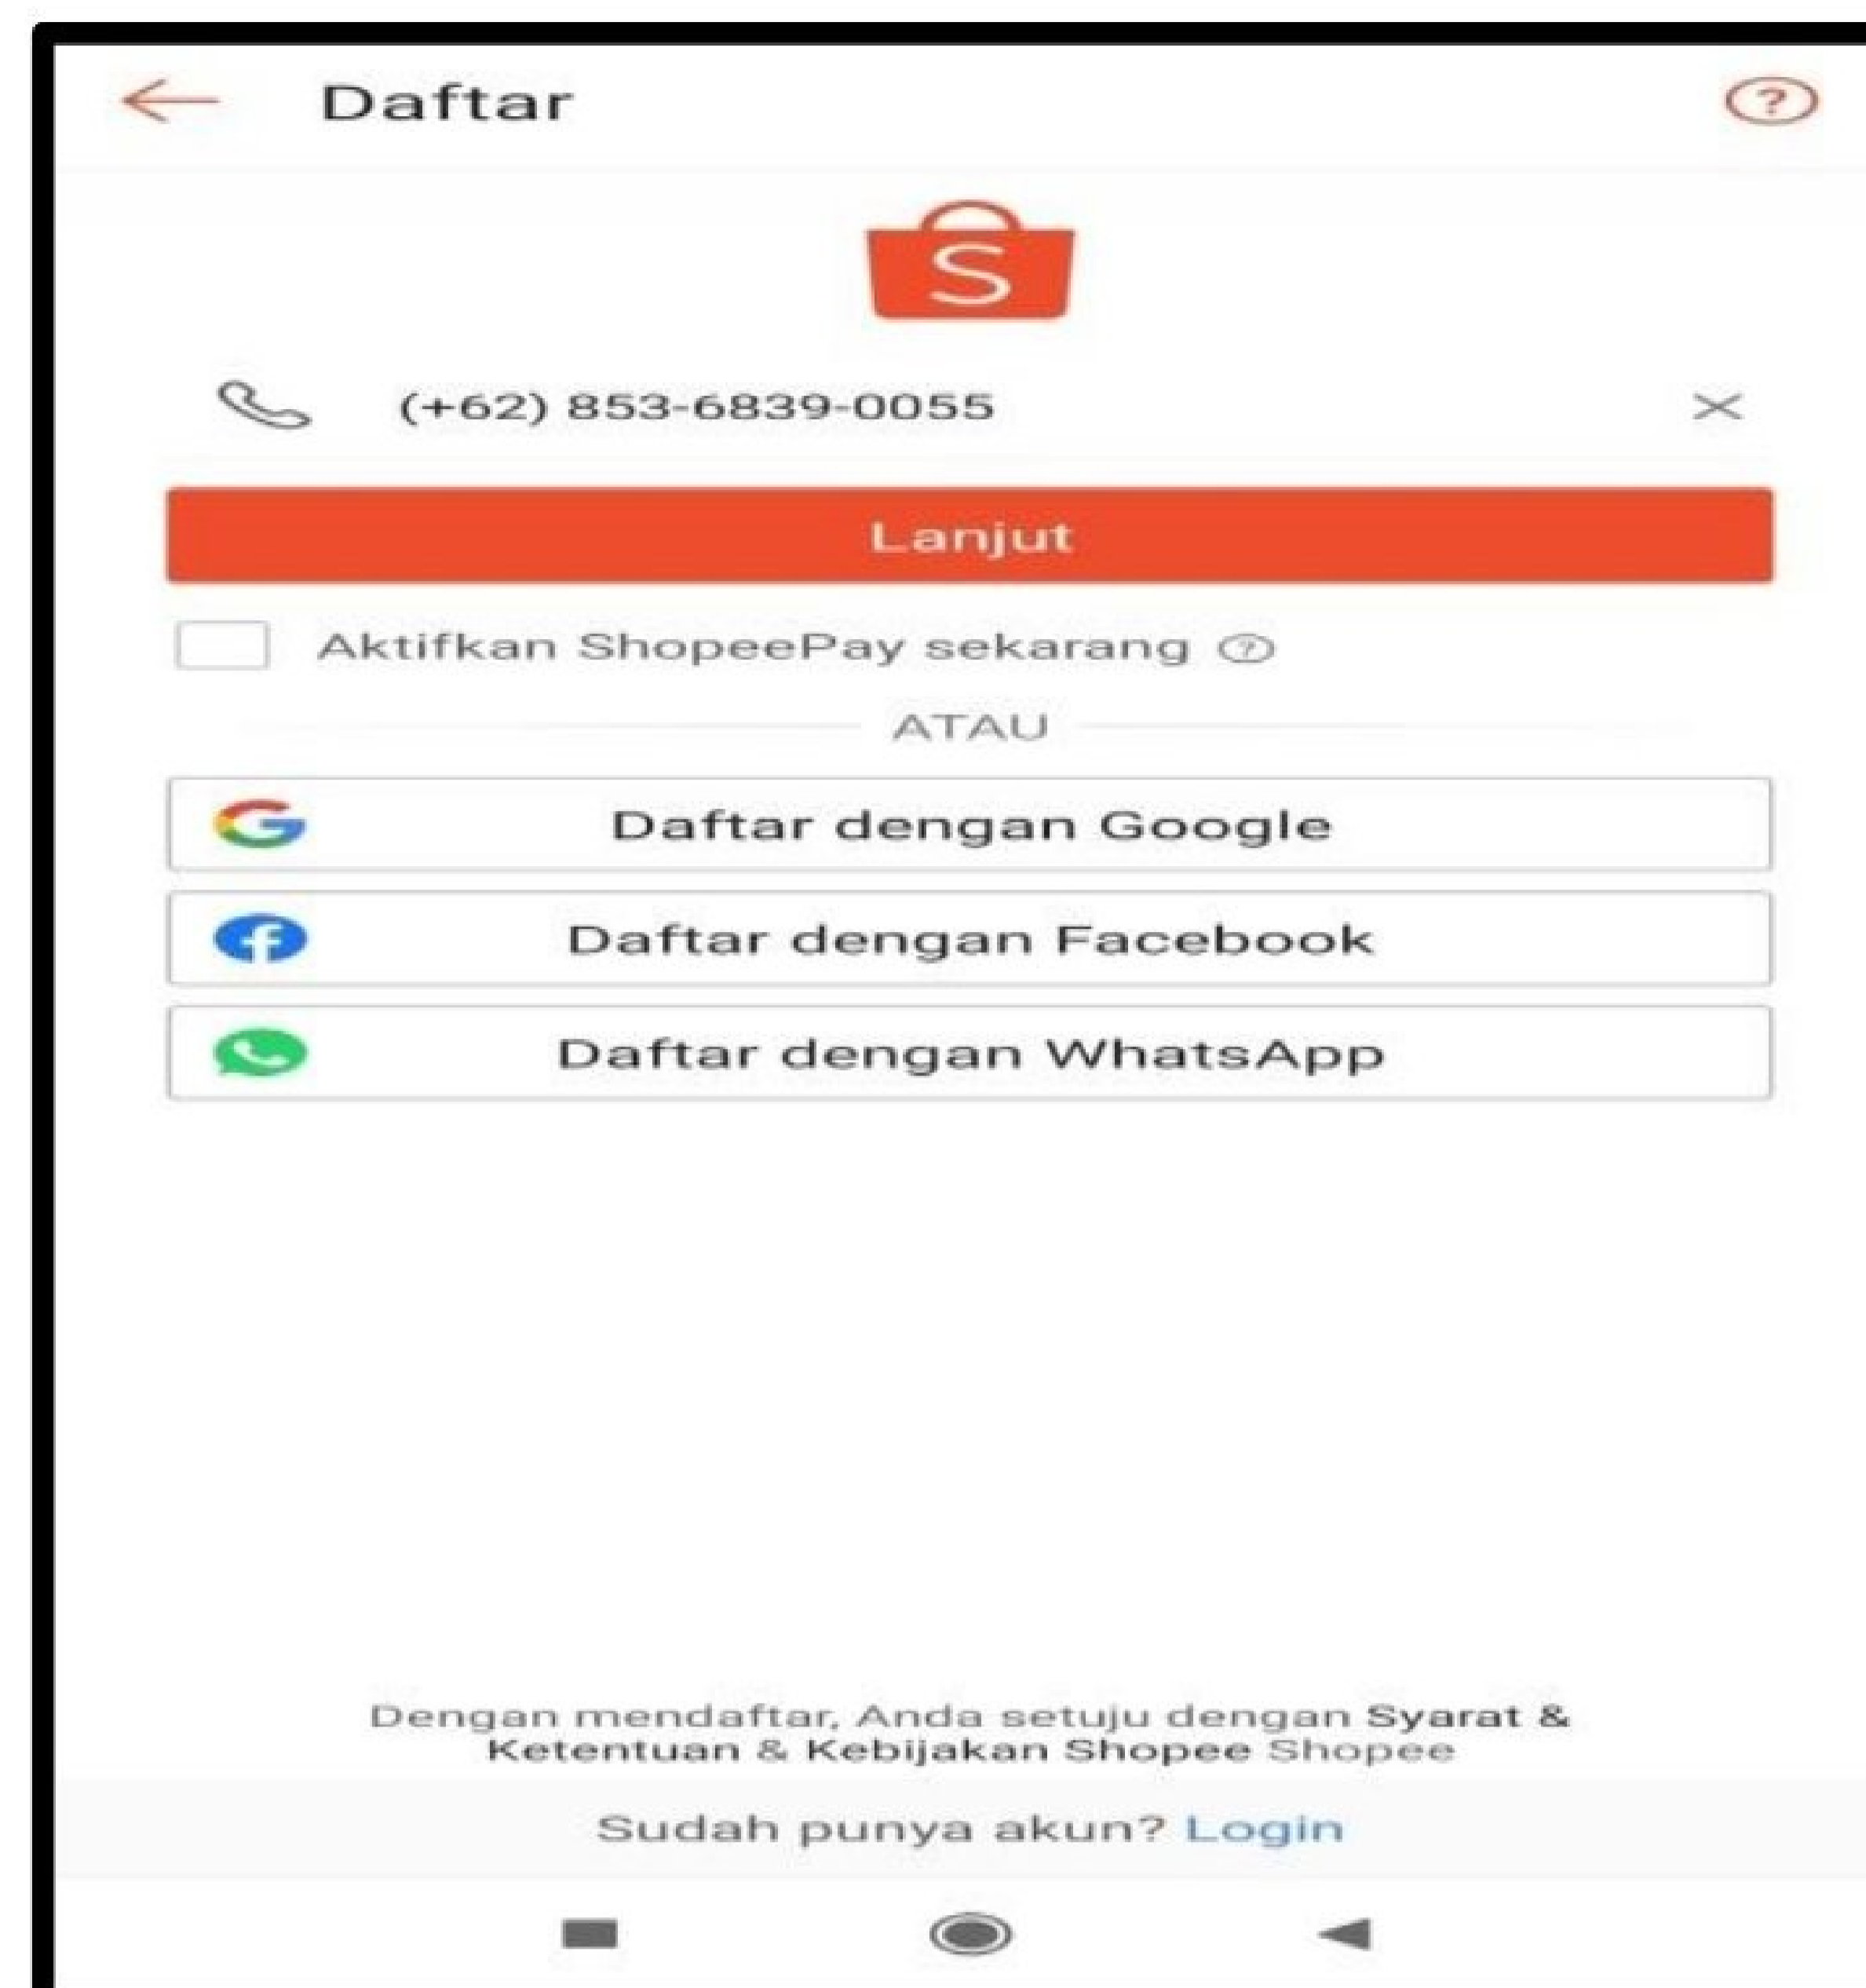 Daftar
?
S
(+62) 853-6839-0055
Lanjut
Aktifkan ShopeePay sekarang ?
ATAU
Daftar dengan Google
Daftar dengan Facebook
Daftar dengan WhatsApp
Dengan mendaftar, Anda setuju dengan Syarat &
Ketentuan & Kebijakan Shopee Shopee
Sudah punya akun? Login